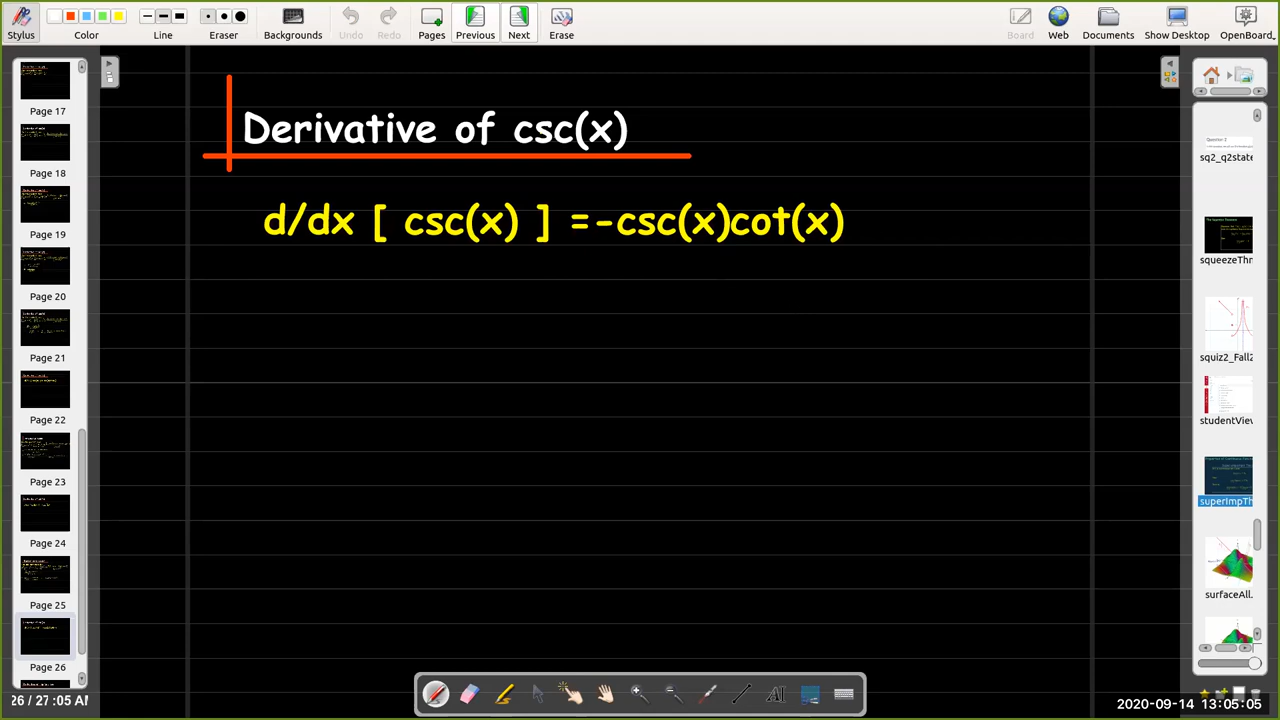 Stylus
Color
Line
Eraser
Backgrounds
Undo
Redo
Pages
Previous
Next
Erase
Board
Web
Documents
Show Desktop
OpenBoard
Page 17
Page 18
Page 19
Page 20
Page 21
Page 22
Page 23
Page 24
Page 25
Page 26
Derivative of csc(x)
d/dx [ csc(x) ] =-csc(x)cot(x)
Question 2
sq2_q2state
squeezeThr
squiz2_Fall2
studentView
superImpTh
surfaceAll.
26 / 27:05 AM
2020-09-14 13:05:05